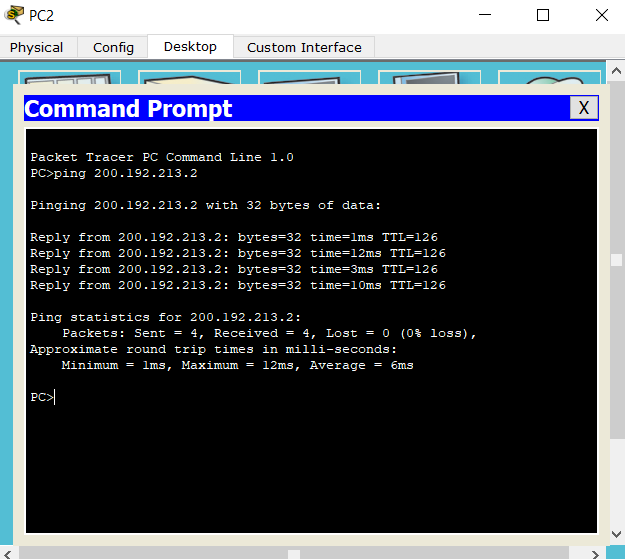 PC2
Physical Config Desktop Custom Interface
Command Prompt X
Packet Tracer PC Command Line 1.0
PC>ping 200.192.213.2
Pinging 200.192.213.2 with 32 bytes of data:
Reply from 200.192.213.2: bytes=32 time=1ms TTL=126
Reply from 200.192.213.2: bytes=32 time=12ms TTL=126
Reply from 200.192.213.2: bytes=32 time=3ms TTL=126
Reply from 200.192.213.2: bytes=32 time=10ms TTL=126
Ping statistics for 200.192.213.2:
Packets: Sent = 4, Received = 4, Lost = 0 (0% loss),
Approximate round trip times in milli-seconds:
Minimum = 1ms, Maximum = 12ms, Average = 6ms
PC>